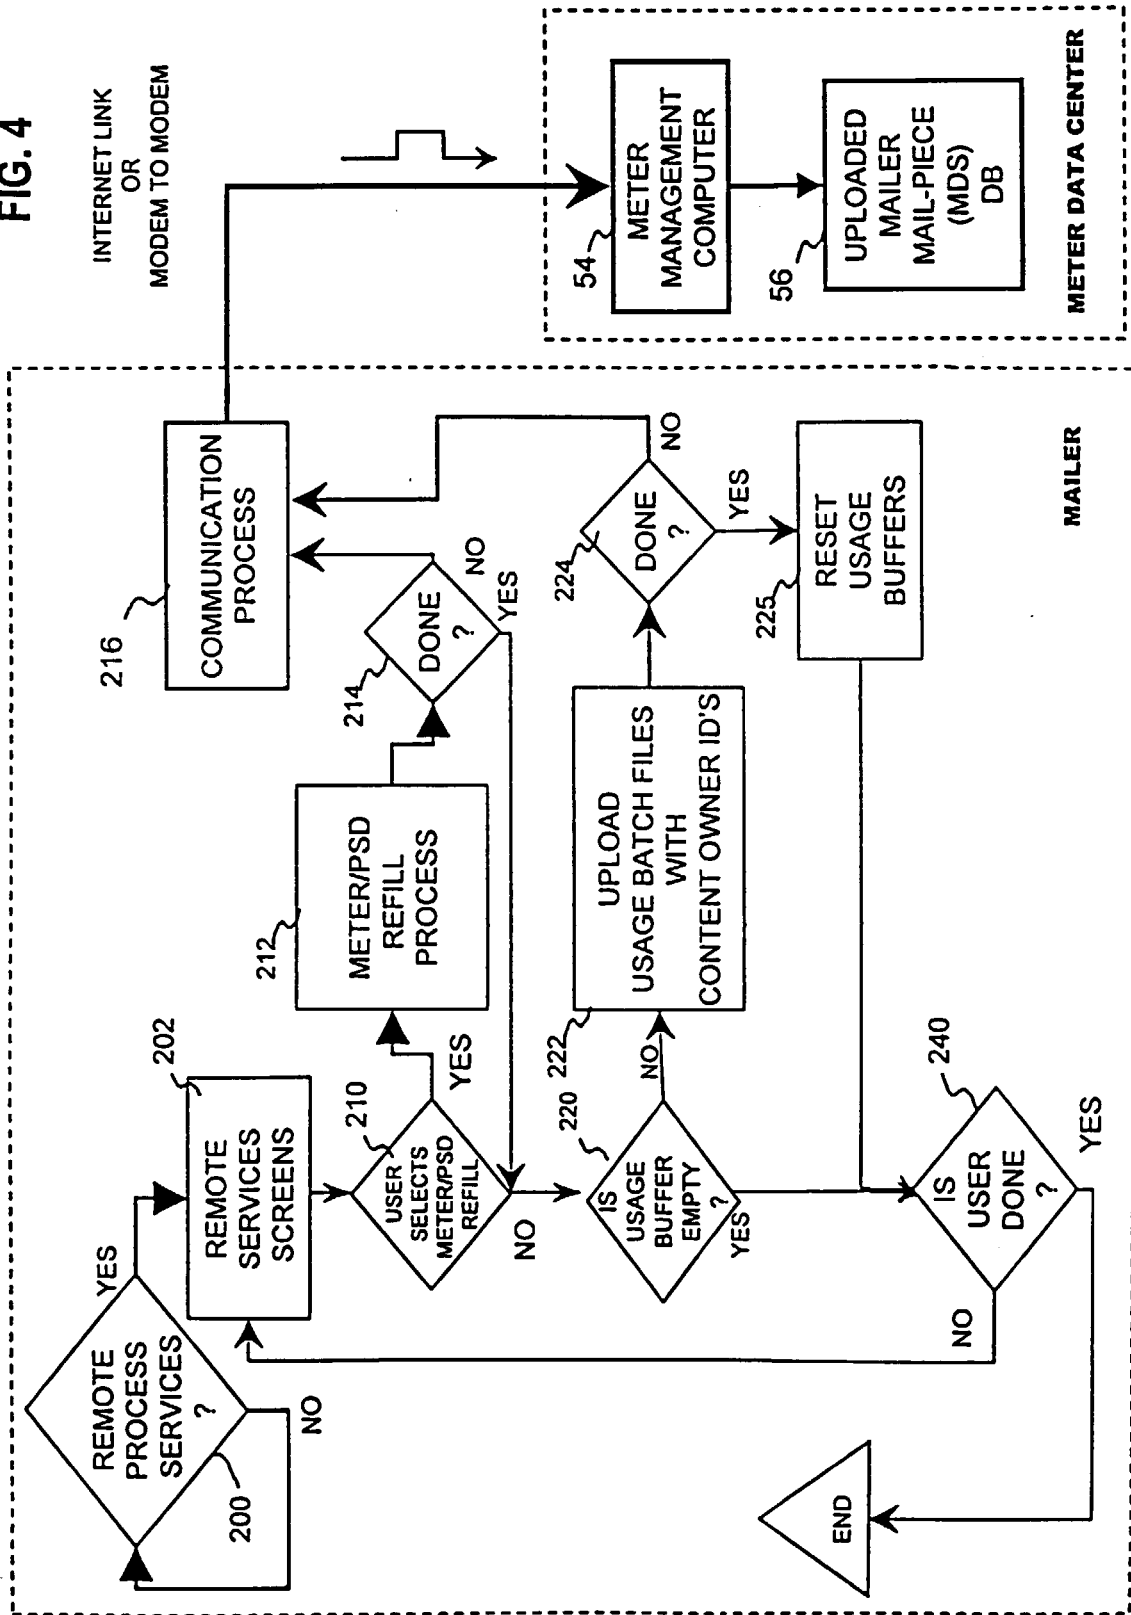 FIG. 4
INTERNET LINK
OR
MODEM TO MODEM
REMOTE
PROCESS
SERVICES
?
200
YES
NO
202
REMOTE
SERVICES
SCREENS
210
USER
SELECTS
METER/PSD
REFILL
YES
NO
212
METER/PSD
REFILL
PROCESS
214
DONE
?
NO
YES
216
COMMUNICATION
PROCESS
220
IS
USAGE
BUFFER
EMPTY
?
NO
YES
222
UPLOAD
USAGE BATCH FILES
WITH
CONTENT OWNER ID'S
224
DONE
?
NO
YES
225
RESET
USAGE
BUFFERS
240
IS
USER
DONE
?
NO
YES
END
MAILER
54
METER
MANAGEMENT
COMPUTER
56
UPLOADED
MAILER
MAIL-PIECE
(MDS)
DB
METER DATA CENTER